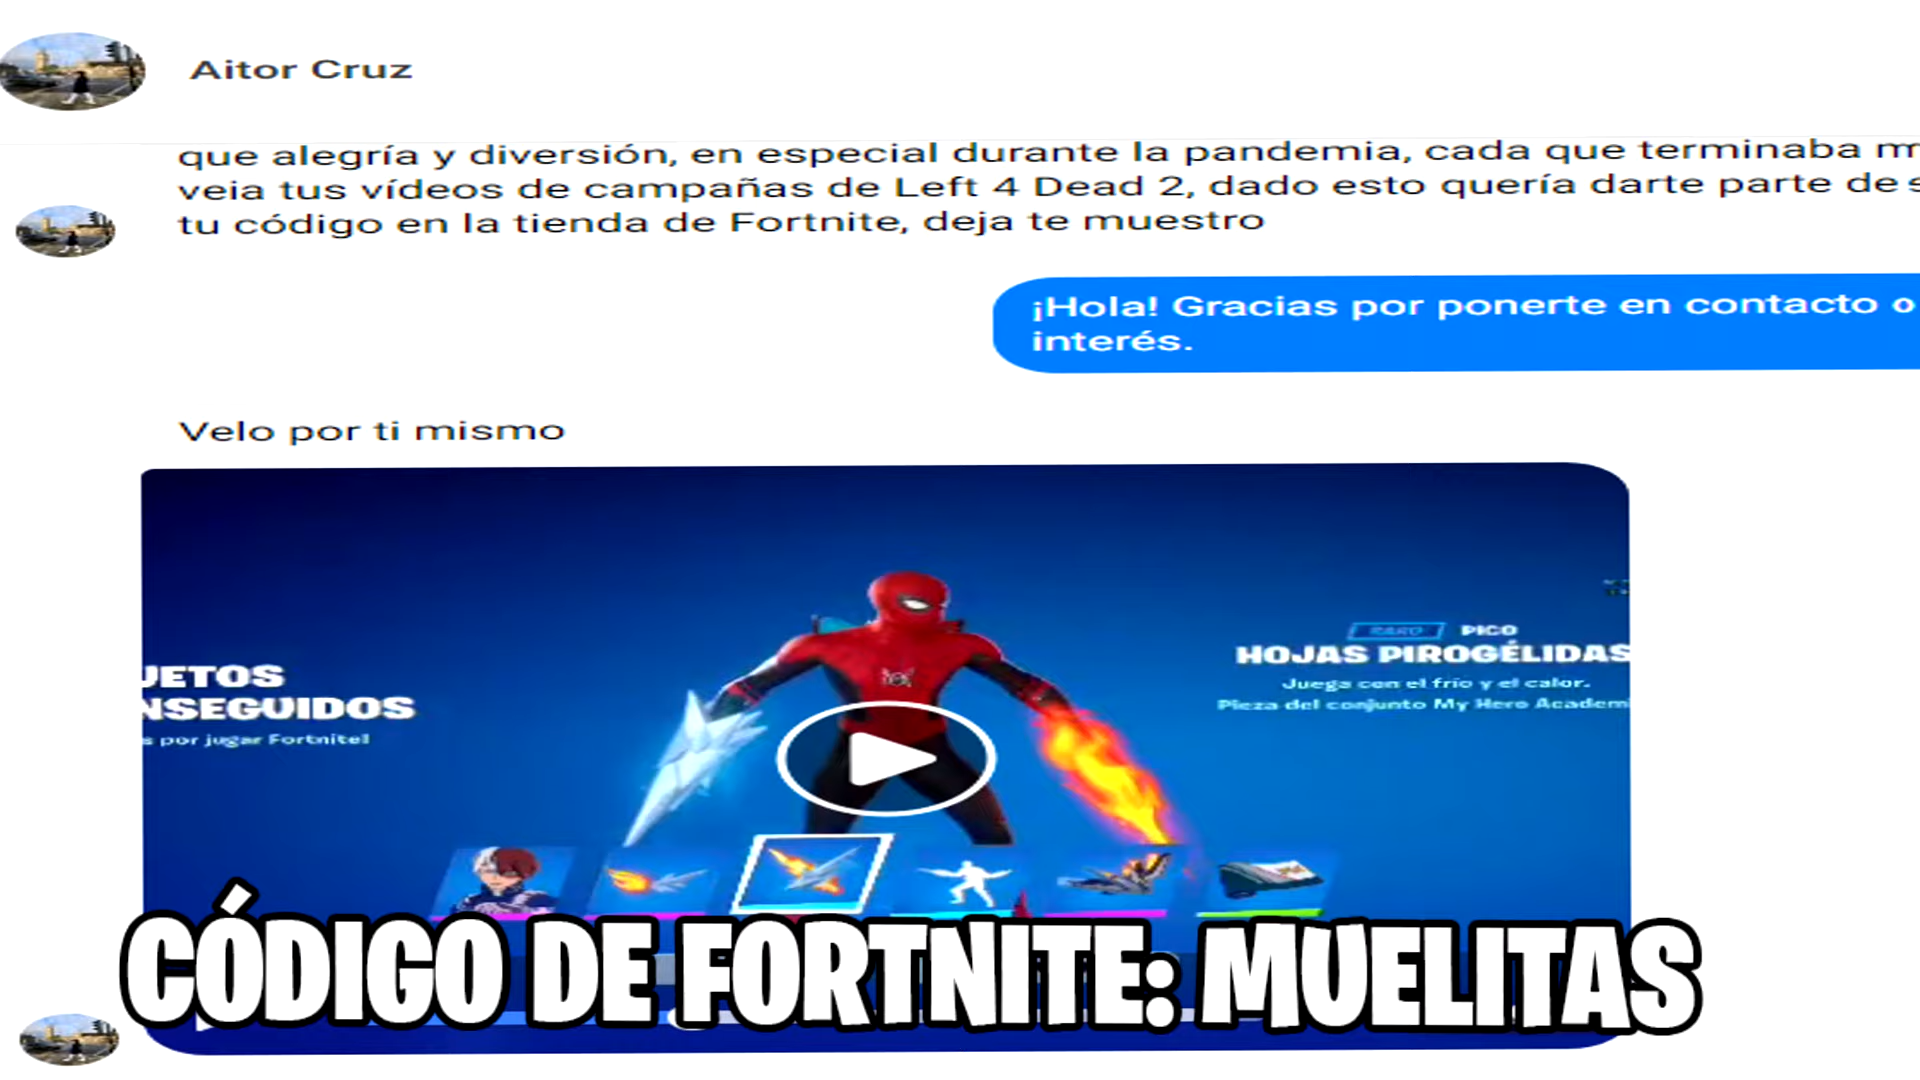 Aitor Cruz
que alegría y diversión, en especial durante la pandemia, cada que terminaba
veia tus vídeos de campañas de Left 4 Dead 2, dado esto quería darte parte de
tu código en la tienda de Fortnite, deja te muestro
¡Hola! Gracias por ponerte en contacto o
interés.
Velo por ti mismo
RARO PICO
HOJAS PIROGÉLIDAS
Juega con el frío y el calor.
Pieza del conjunto My Hero Academ
UETOS
NSEGUIDOS
s por jugar Fortnite!
CÓDIGO DE FORTNITE: MUELITAS